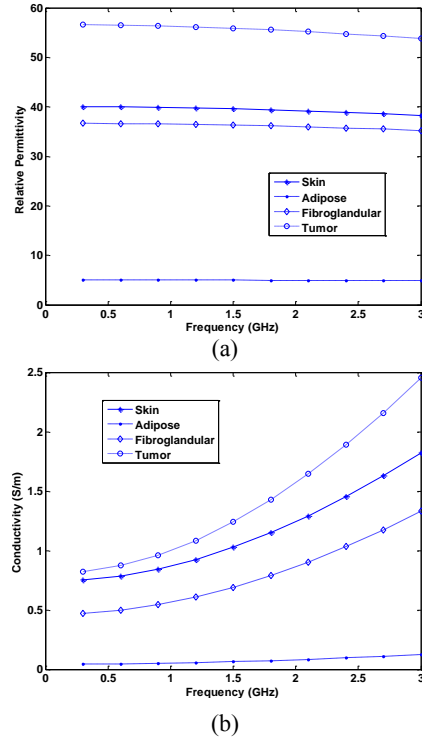 60
50
40
30
20
10
0
Relative Permittivity
Skin
Adipose
Fibroglandular
Tumor
0.5 1 1.5 2 2.5 3
Frequency (GHz)
(a)
2.5
2
1.5
1
0.5
0
Conductivity (S/m)
Skin
Adipose
Fibroglandular
Tumor
0.5 1 1.5 2 2.5 3
Frequency (GHz)
(b)